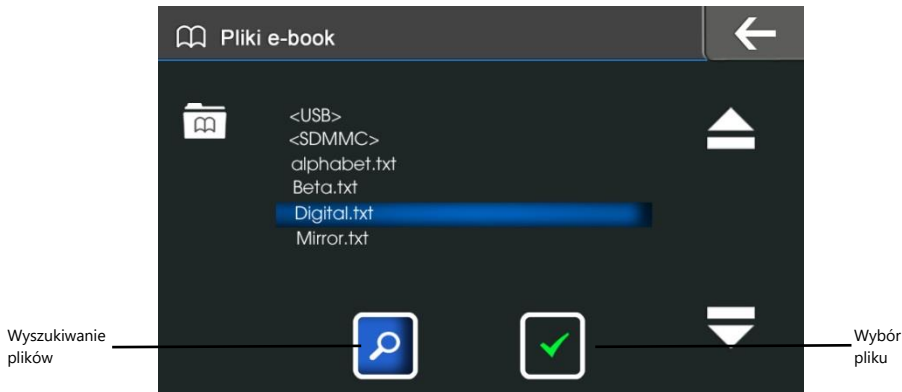 Pliki e-book
<USB>
<SDMMC>
alphabet.txt
Beta.txt
Digital.txt
Mirror.txt
Wyszukiwanie
plików
Wybór
pliku